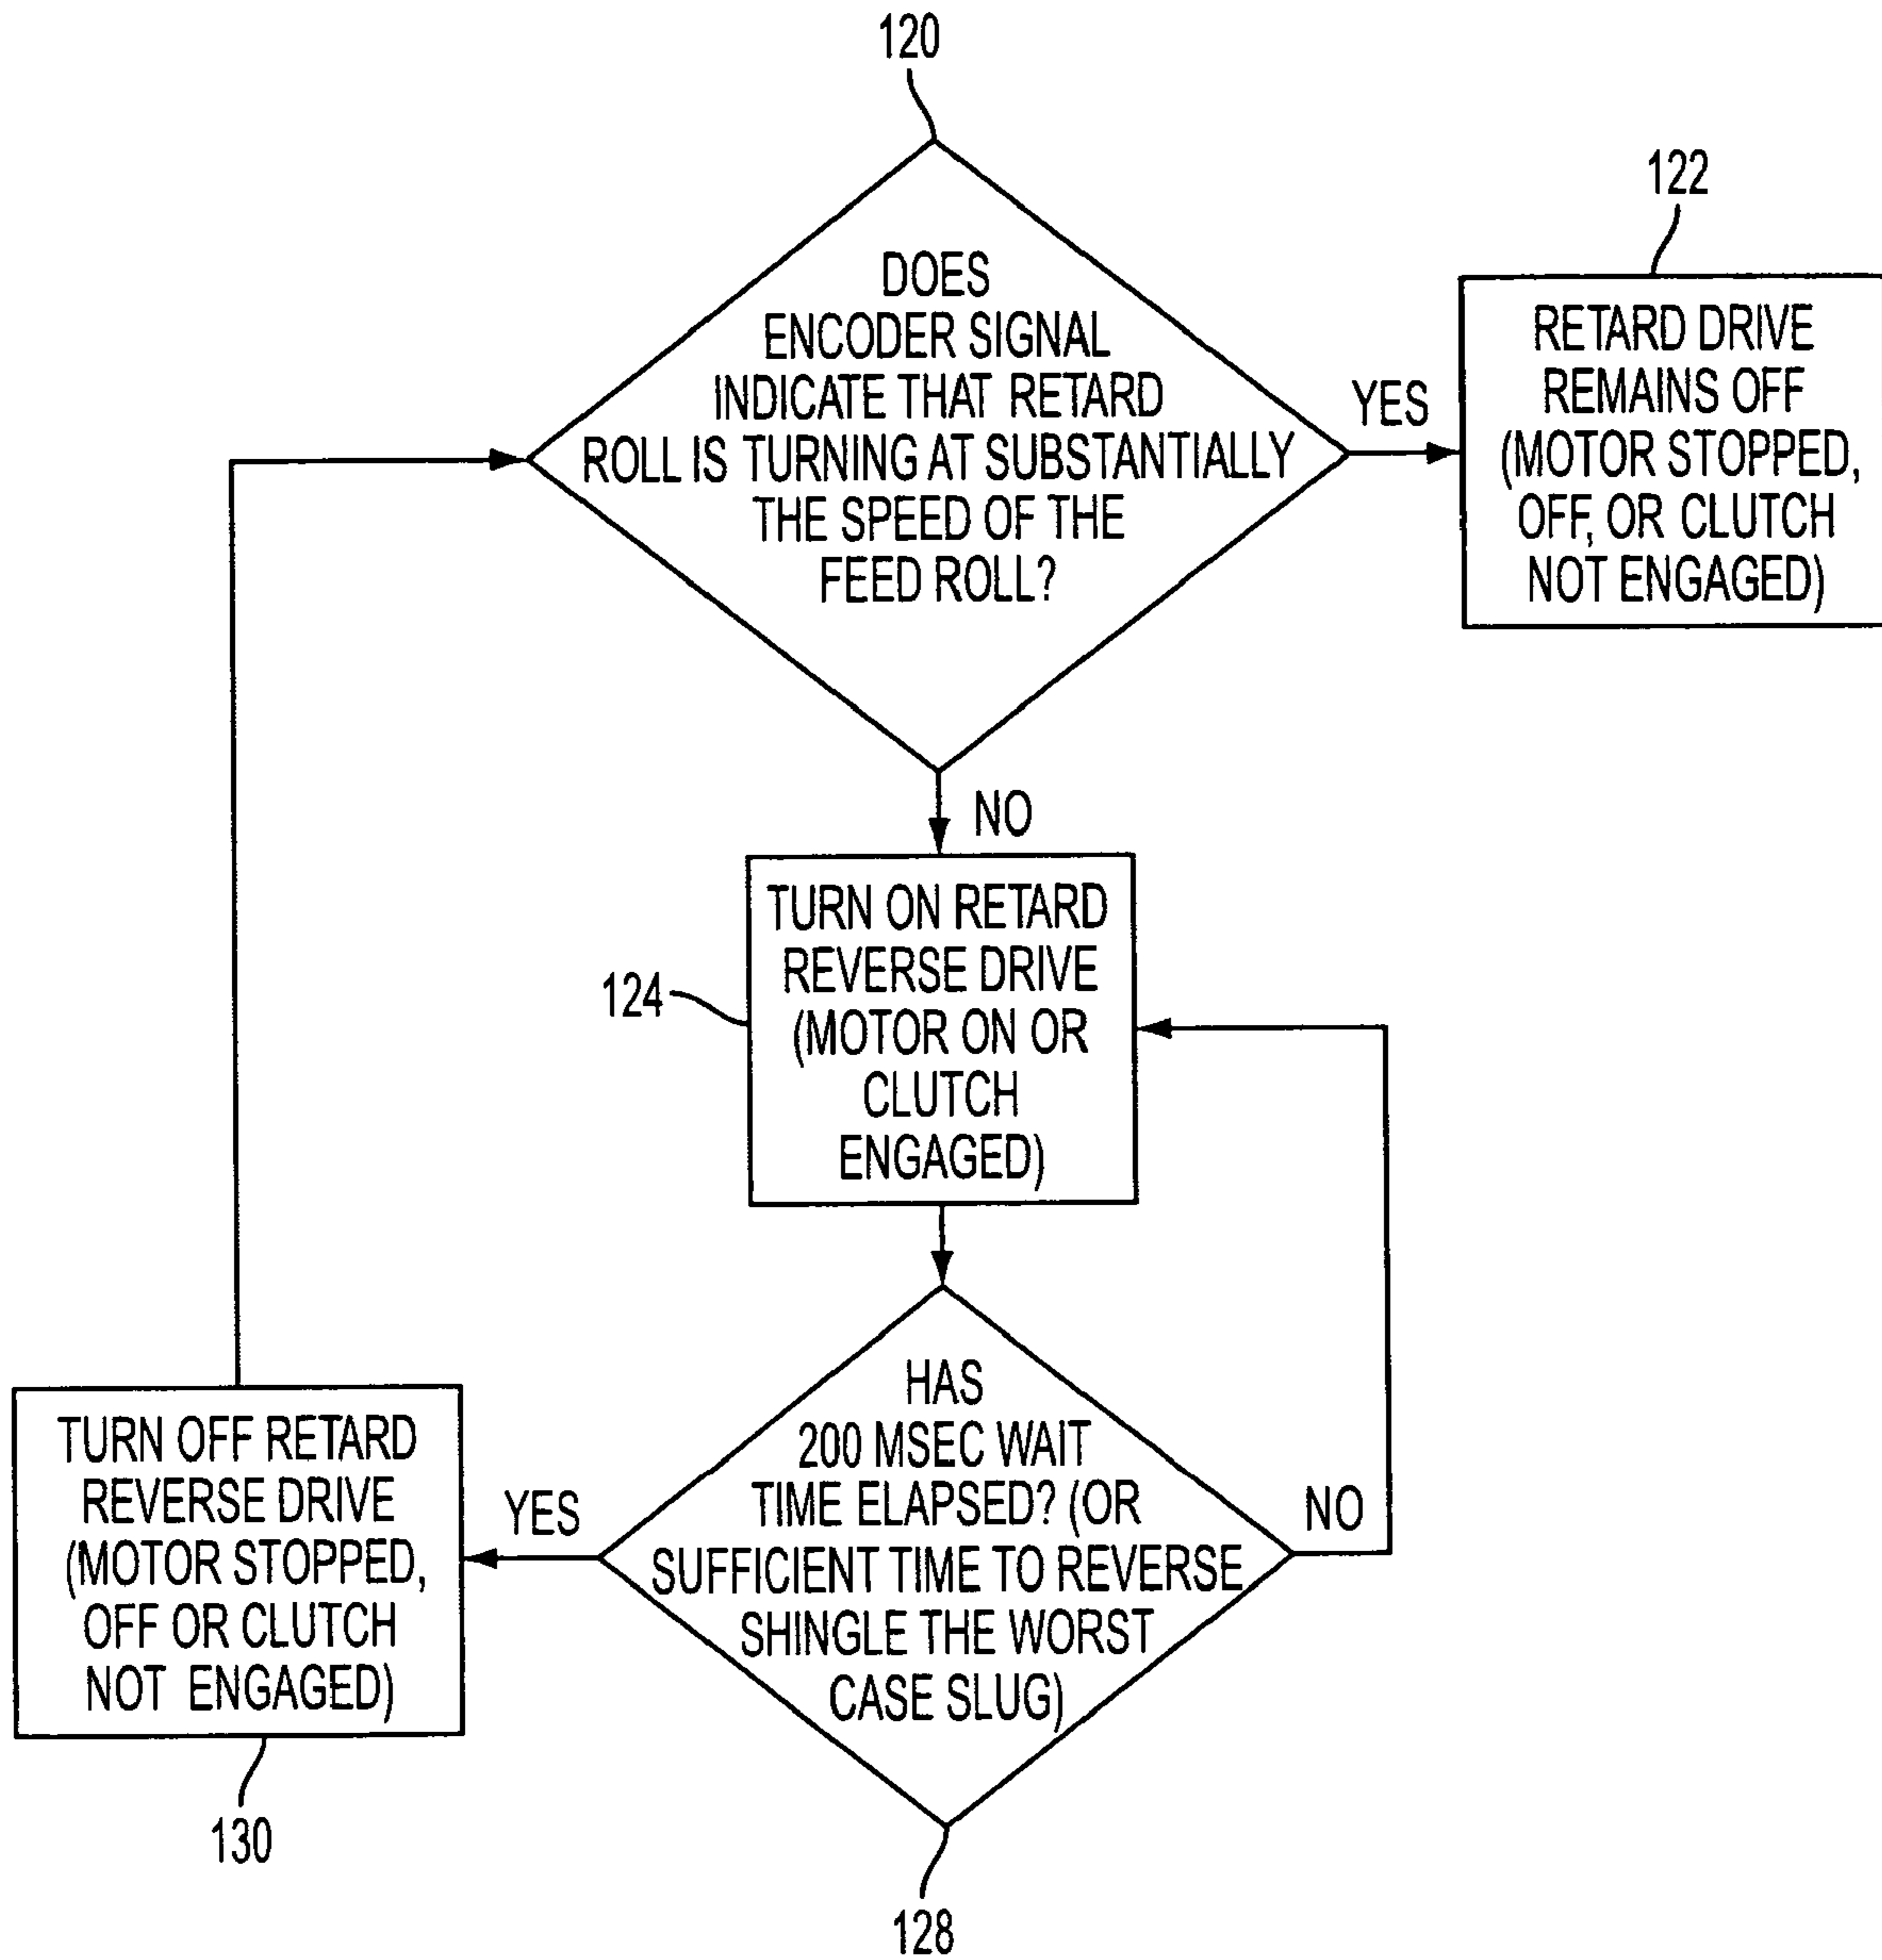 120
DOES
ENCODER SIGNAL
INDICATE THAT RETARD
ROLL IS TURNING AT SUBSTANTIALLY
THE SPEED OF THE
FEED ROLL?
YES
122
RETARD DRIVE
REMAINS OFF
(MOTOR STOPPED,
OFF, OR CLUTCH
NOT ENGAGED)
NO
124
TURN ON RETARD
REVERSE DRIVE
(MOTOR ON OR
CLUTCH
ENGAGED)
HAS
200 MSEC WAIT
TIME ELAPSED? (OR
SUFFICIENT TIME TO REVERSE
SHINGLE THE WORST
CASE SLUG)
NO
128
YES
TURN OFF RETARD
REVERSE DRIVE
(MOTOR STOPPED,
OFF OR CLUTCH
NOT ENGAGED)
130